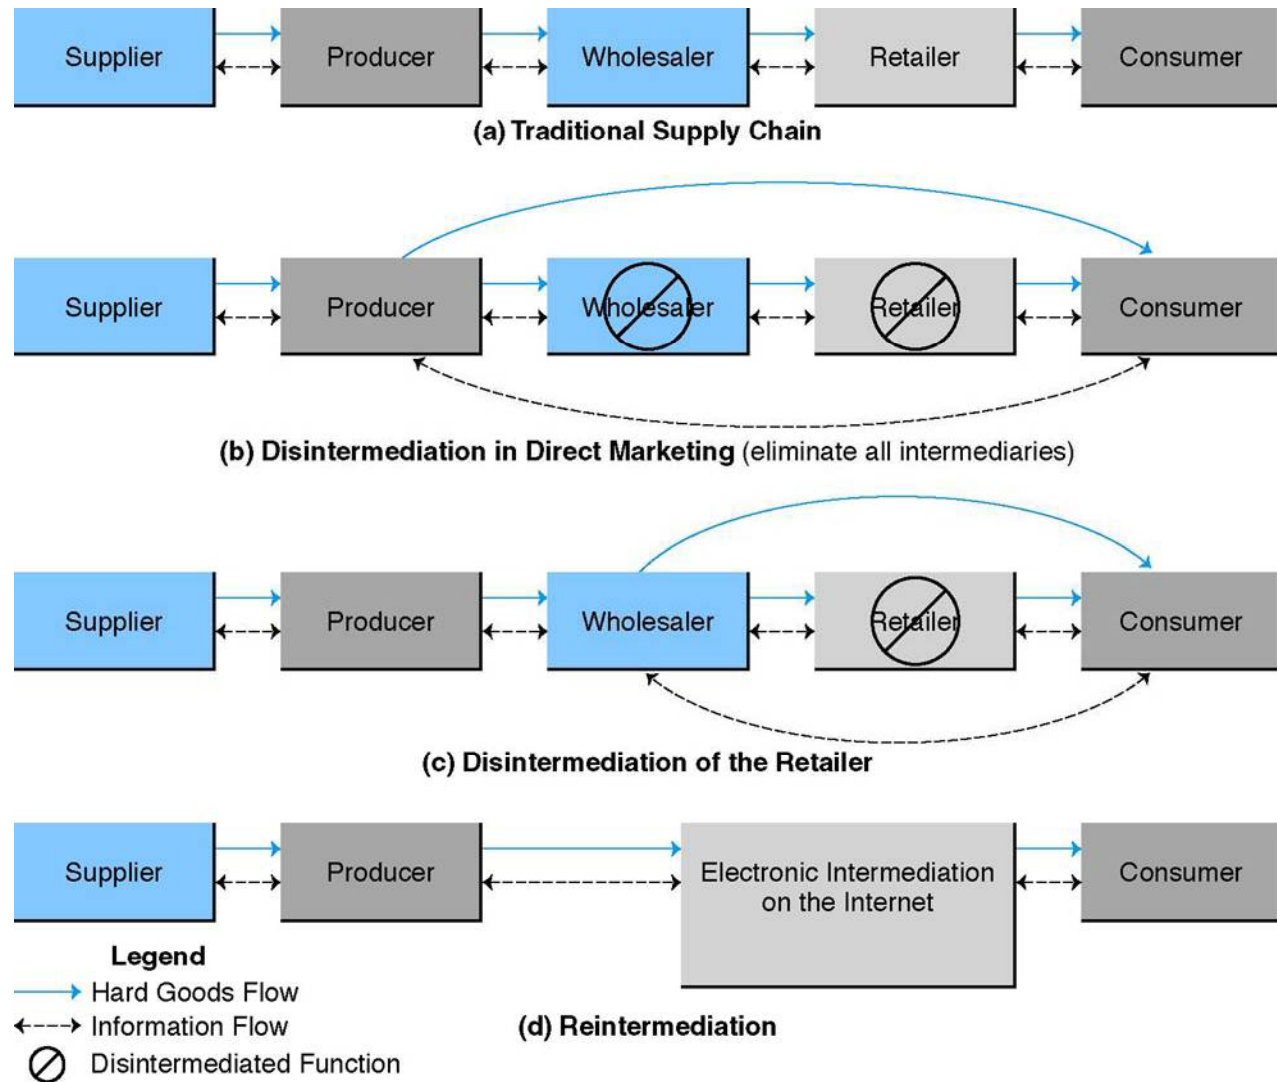 Supplier
Producer
Wholesaler
Retailer
Consumer
(a) Traditional Supply Chain
Supplier
Producer
Wholesaler
Retailer
Consumer
(b) Disintermediation in Direct Marketing (eliminate all intermediaries)
Supplier
Producer
Wholesaler
Retailer
Consumer
(c) Disintermediation of the Retailer
Supplier
Producer
Electronic Intermediation
on the Internet
Consumer
Legend
Hard Goods Flow
Information Flow
Disintermediated Function
(d) Reintermediation